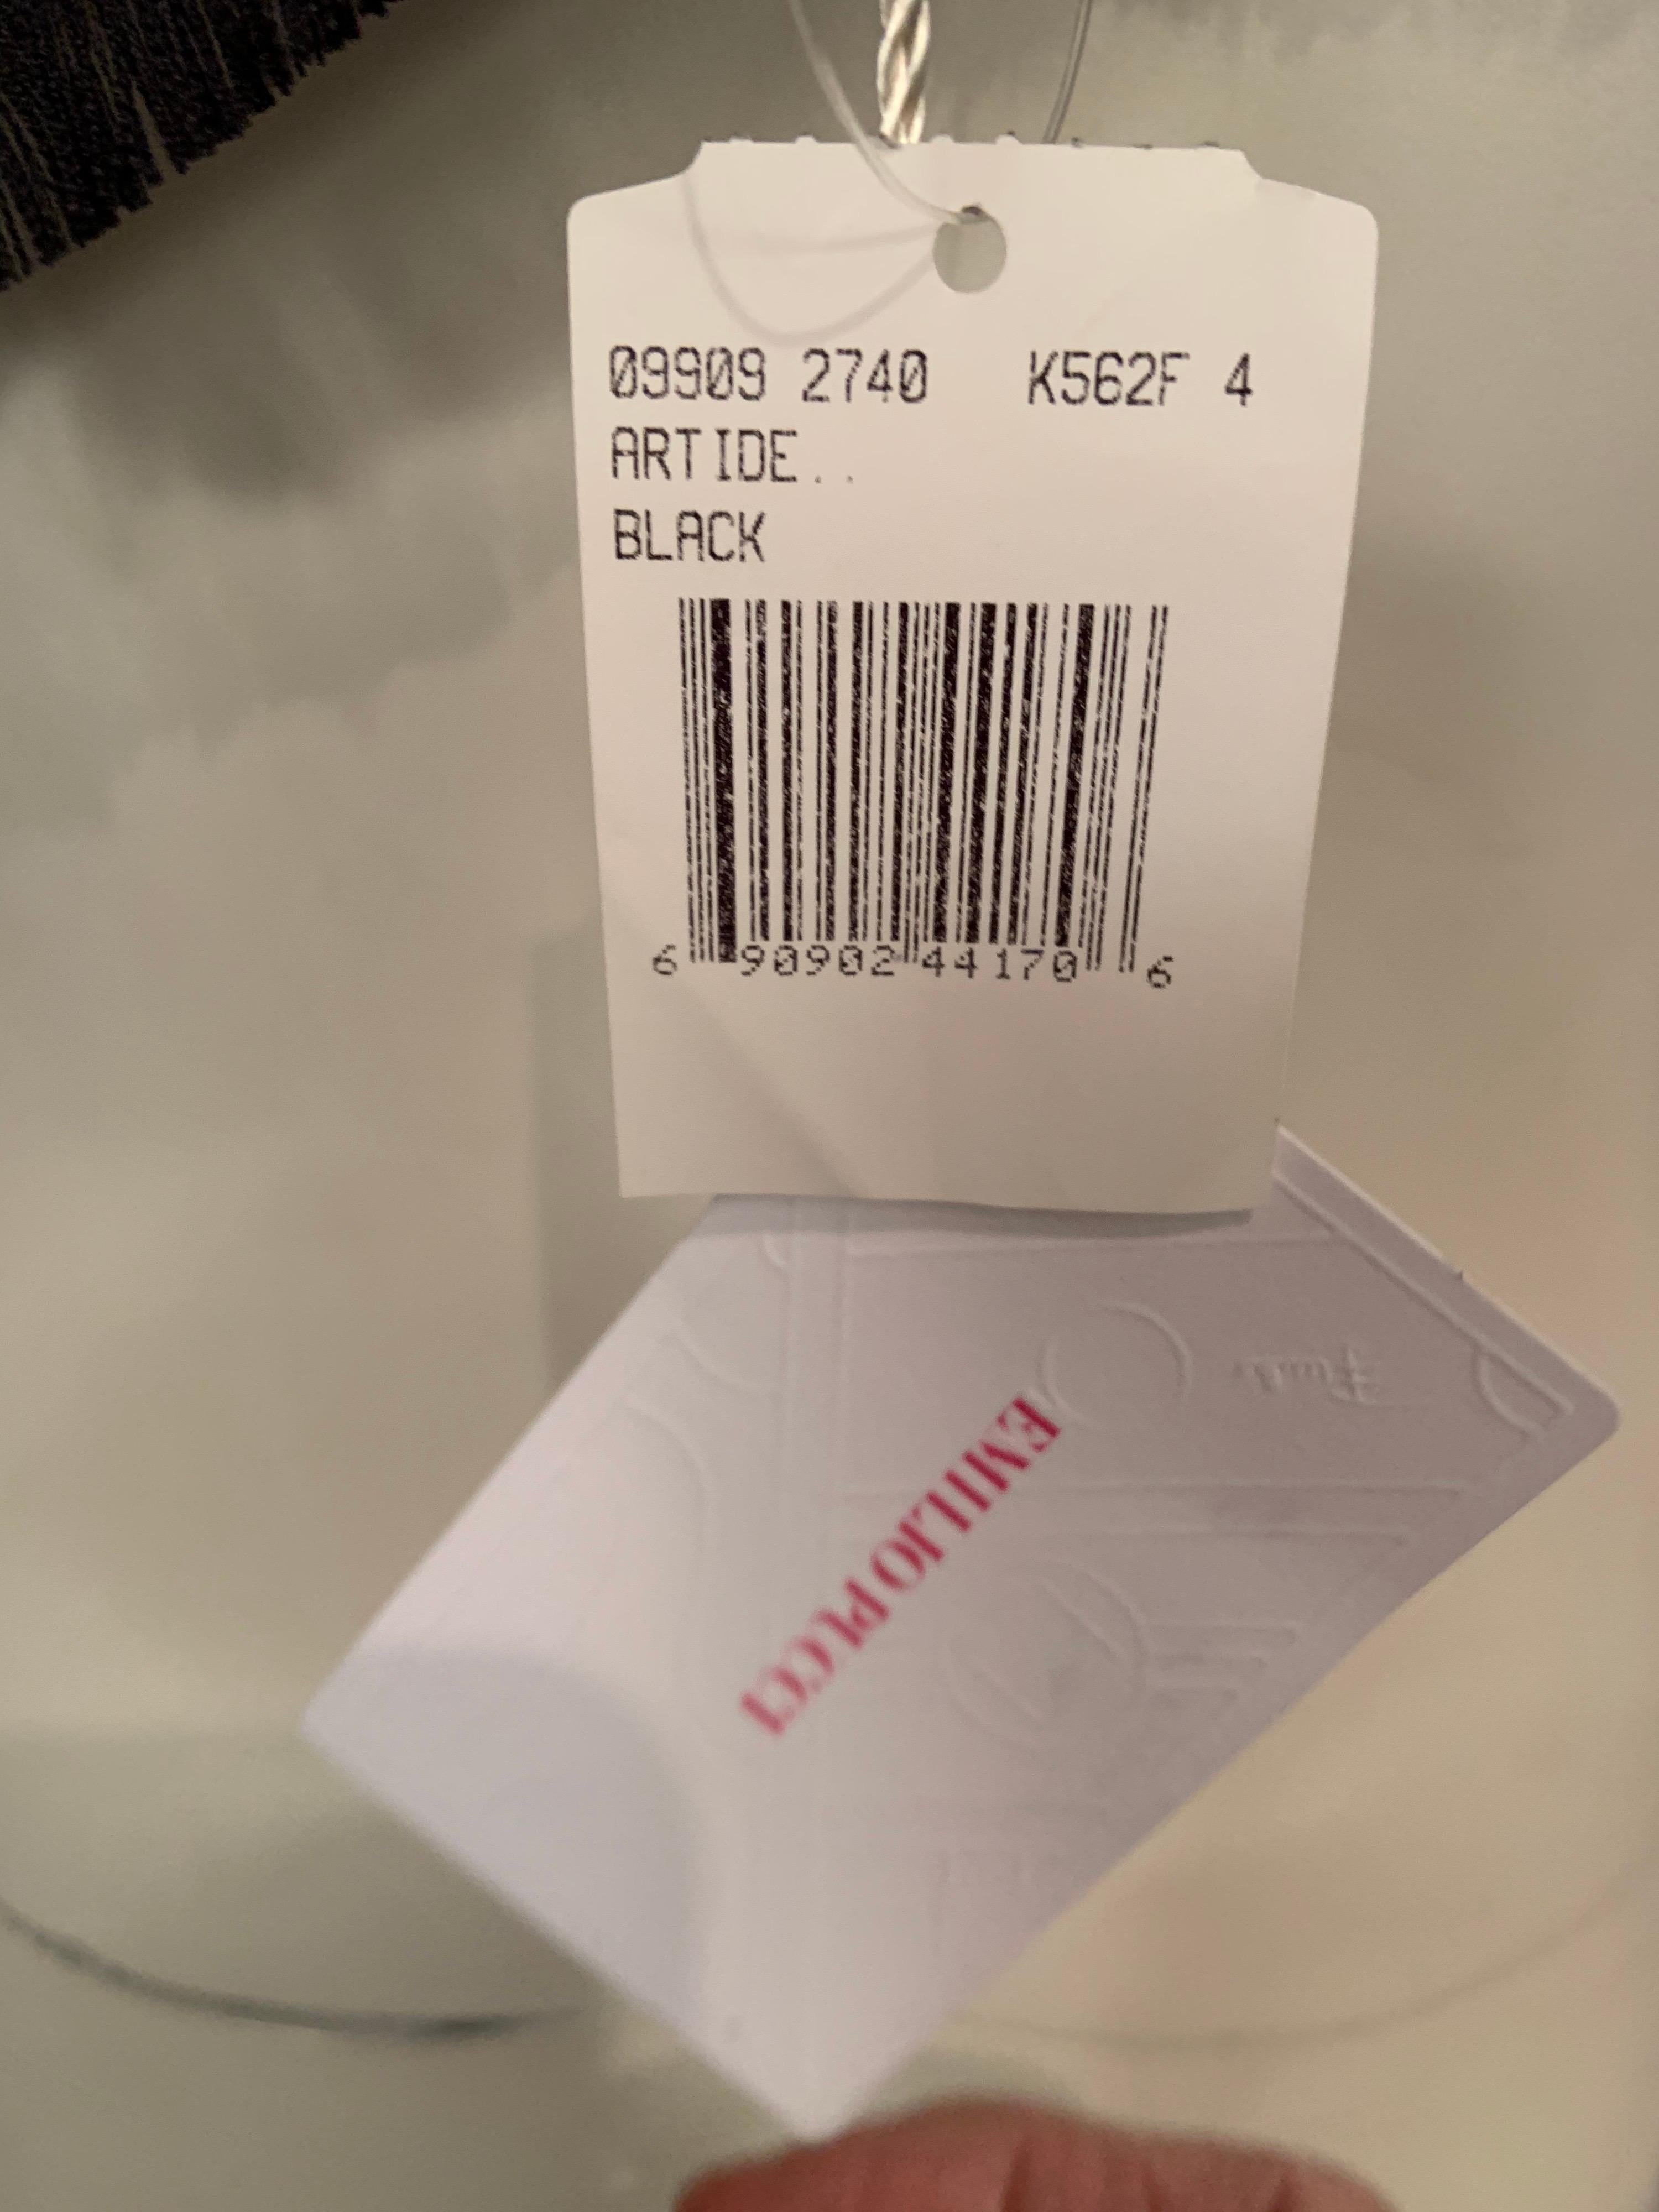 09909 2740 K562F 4
ARTIDE..
BLACK
6 90902 44170 6
EMILIO PUCCI